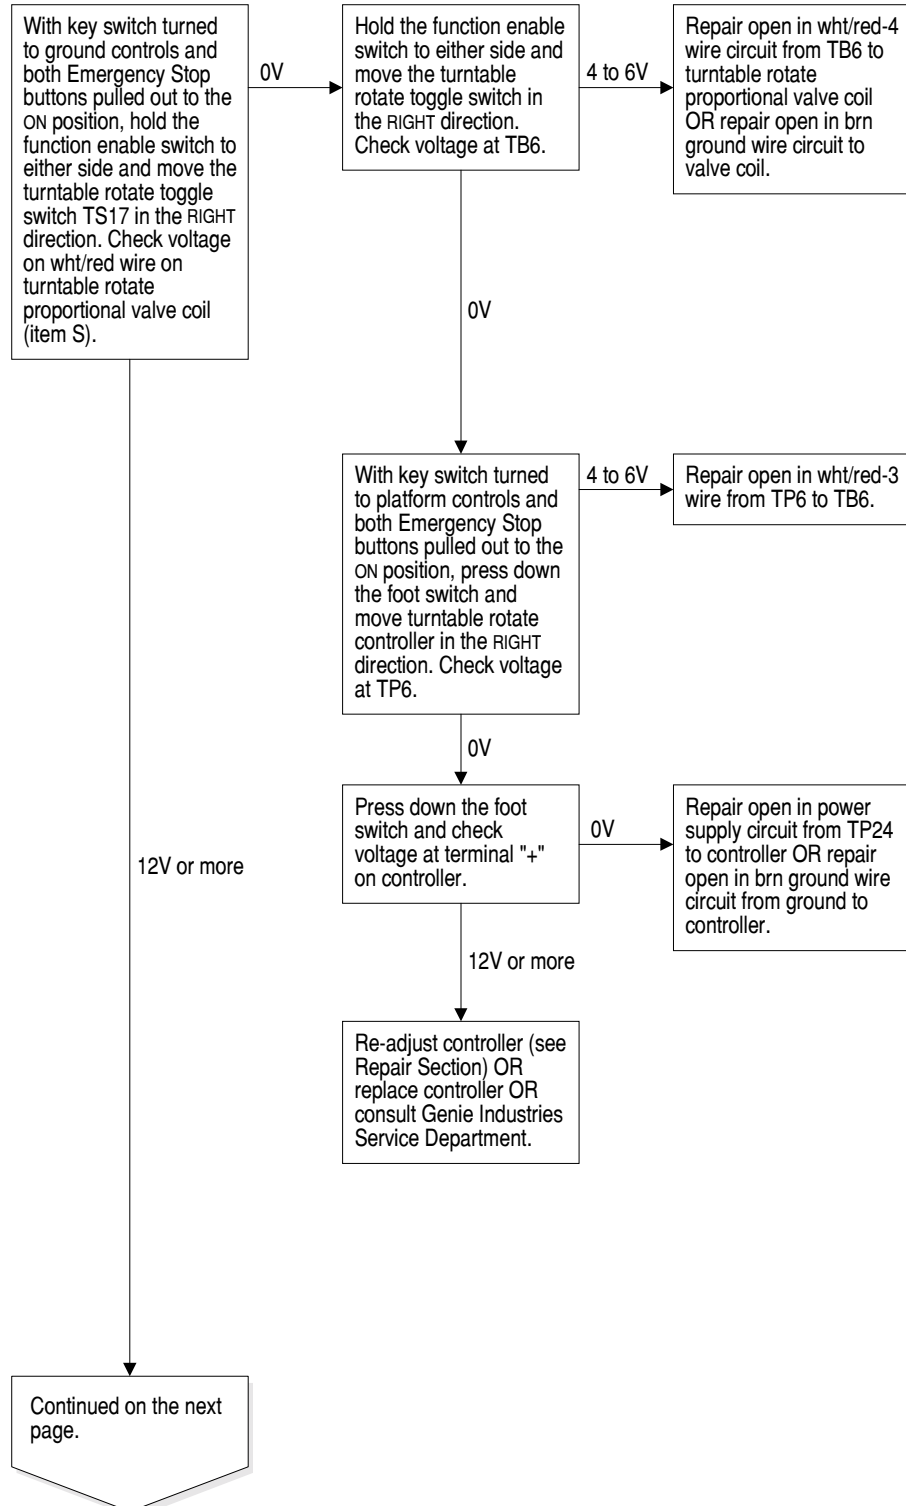 With key switch turned
to ground controls and
both Emergency Stop
buttons pulled out to the
ON position, hold the
function enable switch to
either side and move the
turntable rotate toggle
switch TS17 in the RIGHT
direction. Check voltage
on wht/red wire on
turntable rotate
proportional valve coil
(item S).
0V
Hold the function enable
switch to either side and
move the turntable
rotate toggle switch in
the RIGHT direction.
Check voltage at TB6.
4 to 6V
Repair open in wht/red-4
wire circuit from TB6 to
turntable rotate
proportional valve coil
OR repair open in brn
ground wire circuit to
valve coil.
0V
With key switch turned
to platform controls and
both Emergency Stop
buttons pulled out to the
ON position, press down
the foot switch and
move turntable rotate
controller in the RIGHT
direction. Check voltage
at TP6.
4 to 6V
Repair open in wht/red-3
wire from TP6 to TB6.
0V
Press down the foot
switch and check
voltage at terminal "+"
on controller.
0V
Repair open in power
supply circuit from TP24
to controller OR repair
open in brn ground wire
circuit from ground to
controller.
12V or more
12V or more
Re-adjust controller (see
Repair Section) OR
replace controller OR
consult Genie Industries
Service Department.
Continued on the next
page.